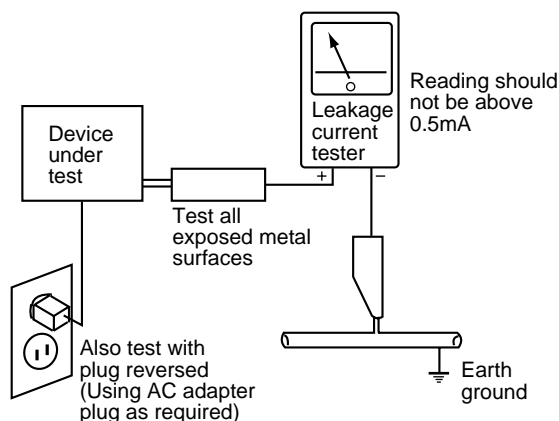 Device
under
test
Leakage
current
tester
Reading should
not be above
0.5mA
+ −
Test all
exposed metal
surfaces
Also test with
plug reversed
(Using AC adapter
plug as required)
Earth
ground